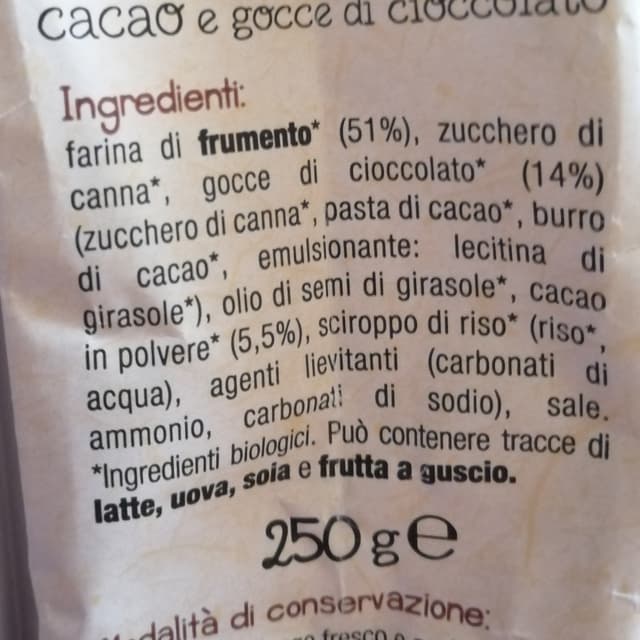 cacao e gocce di cioccolato
Ingredienti:
farina di frumento* (51%), zucchero di
canna*, gocce di cioccolato* (14%)
(zucchero di canna*, pasta di cacao*, burro
di cacao*, emulsionante: lecitina di
girasole*), olio di semi di girasole*, cacao
in polvere* (5,5%), sciroppo di riso* (riso*,
acqua), agenti lievitanti (carbonati di
ammonio, carbonati di sodio), sale.
*Ingredienti biologici. Può contenere tracce di
latte, uova, soia e frutta a guscio.
250 g e
Modalità di conservazione:
fresco e